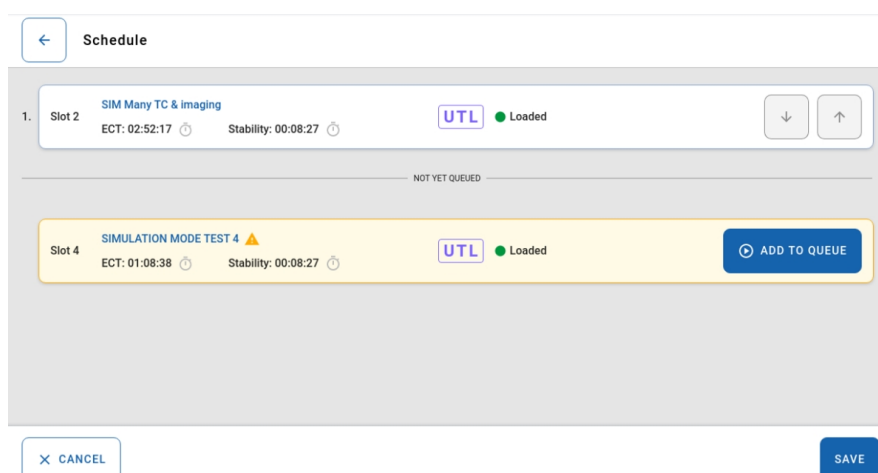 Schedule
1. Slot 2
SIM Many TC & imaging
ECT: 02:52:17 Stability: 00:08:27
UTL Loaded
NOT YET QUEUED
Slot 4
SIMULATION MODE TEST 4
ECT: 01:08:38 Stability: 00:08:27
UTL Loaded
ADD TO QUEUE
CANCEL
SAVE